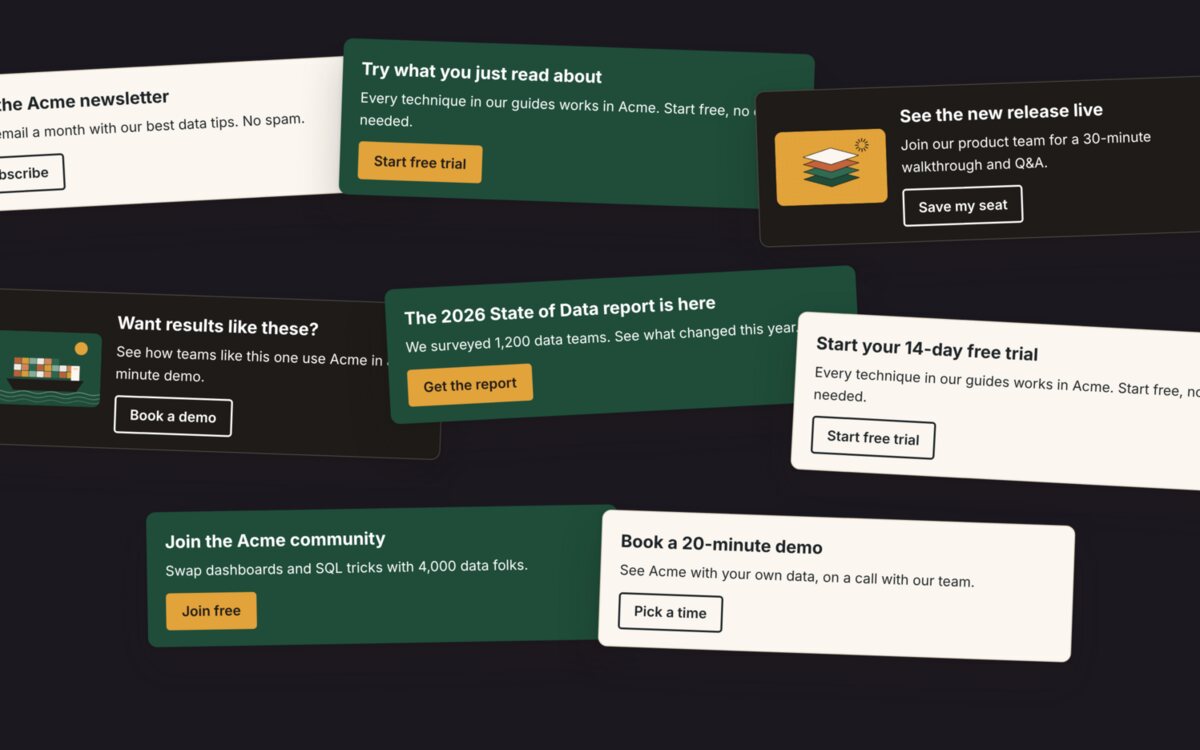 the Acme newsletter
email a month with our best data tips. No spam.
Try what you just read about
Every technique in our guides works in Acme. Start free, no
needed.
Start free trial
See the new release live
Join our product team for a 30-minute
walkthrough and Q&A.
Save my seat
Want results like these?
See how teams like this one use Acme in
minute demo.
Book a demo
The 2026 State of Data report is here
We surveyed 1,200 data teams. See what changed this year.
Get the report
Start your 14-day free trial
Every technique in our guides works in Acme. Start free, no
needed.
Start free trial
Join the Acme community
Swap dashboards and SQL tricks with 4,000 data folks.
Join free
Book a 20-minute demo
See Acme with your own data, on a call with our team.
Pick a time